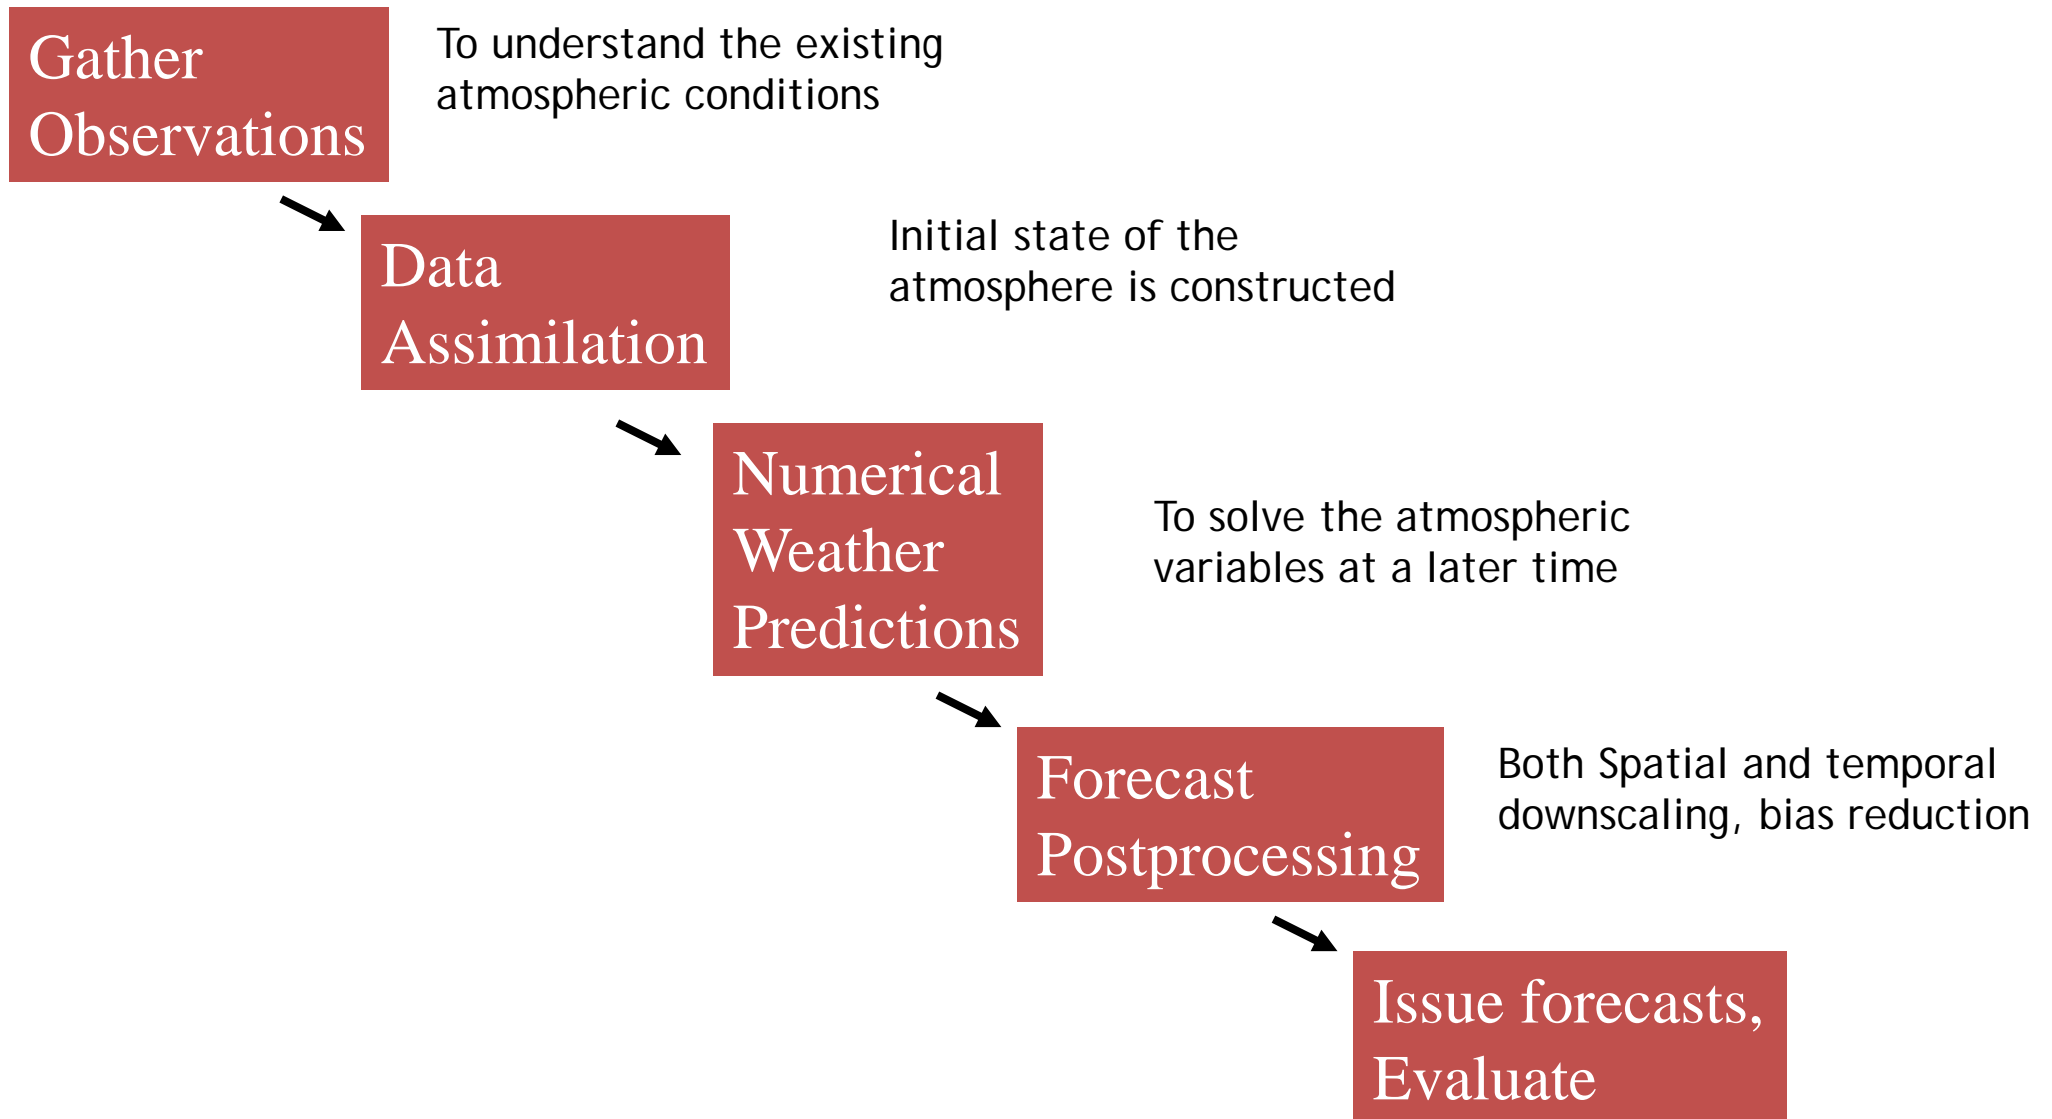 Gather
Observations
To understand the existing
atmospheric conditions
Data
Assimilation
Initial state of the
atmosphere is constructed
Numerical
Weather
Predictions
To solve the atmospheric
variables at a later time
Forecast
Postprocessing
Both Spatial and temporal
downscaling, bias reduction
Issue forecasts,
Evaluate